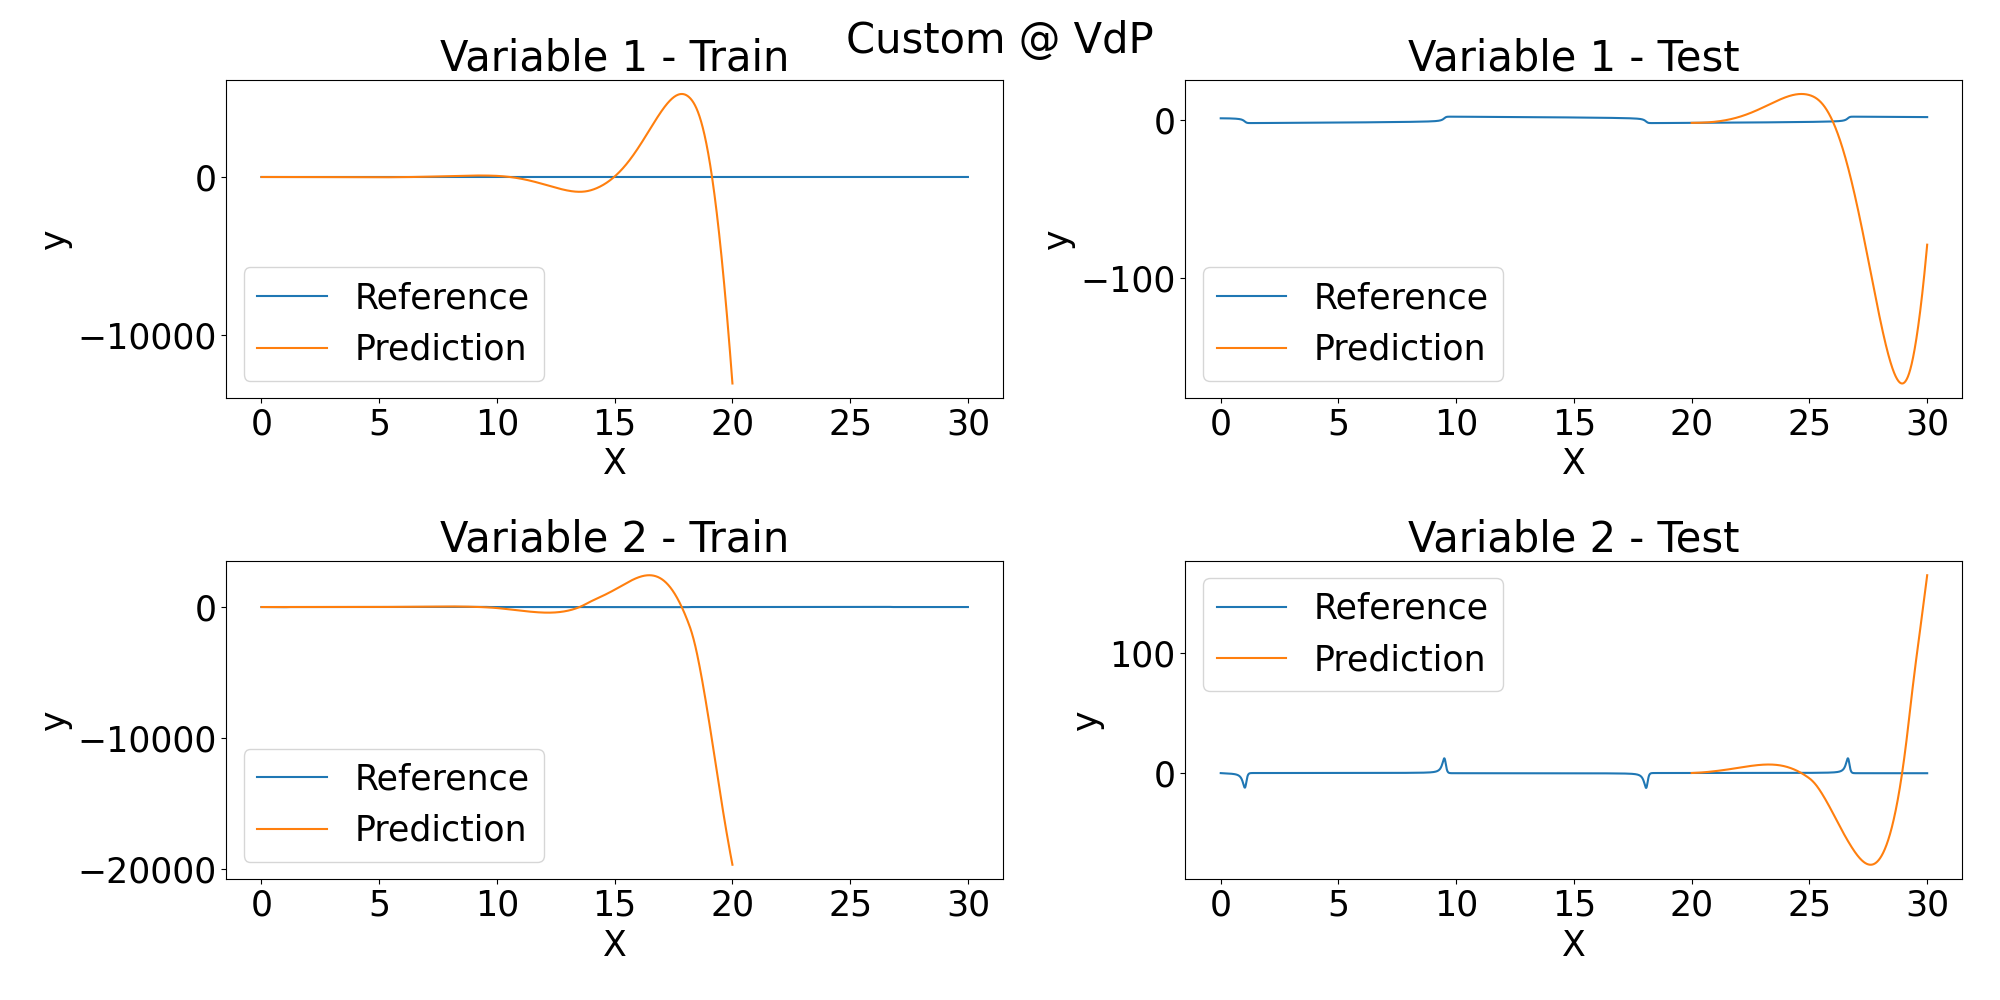 Custom @ VdP
Variable 1 - Train
y
0
−10000
Reference
Prediction
0 5 10 15 20 25 30
X
Variable 1 - Test
y
0
−100
Reference
Prediction
0 5 10 15 20 25 30
X
Variable 2 - Train
y
0
−10000
−20000
Reference
Prediction
0 5 10 15 20 25 30
X
Variable 2 - Test
y
100
0
Reference
Prediction
0 5 10 15 20 25 30
X